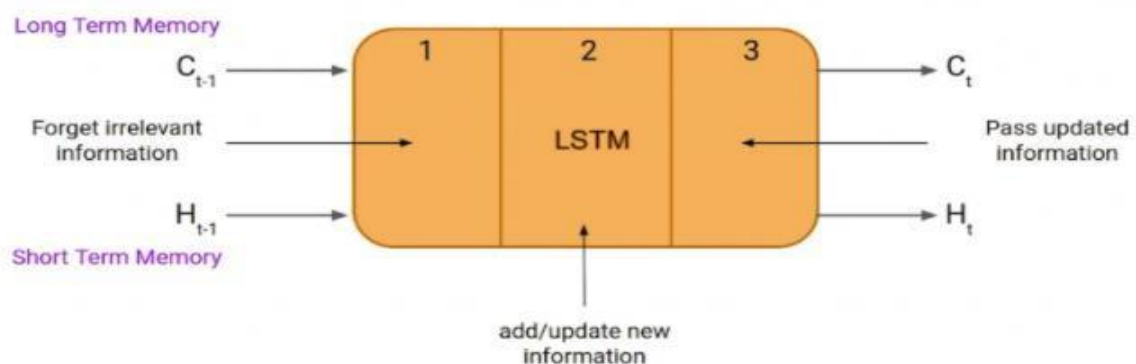 Long Term Memory
1 2 3
C t-1
C t
Forget irrelevant
information
LSTM
Pass updated
information
H t-1
H t
Short Term Memory
add/update new
information